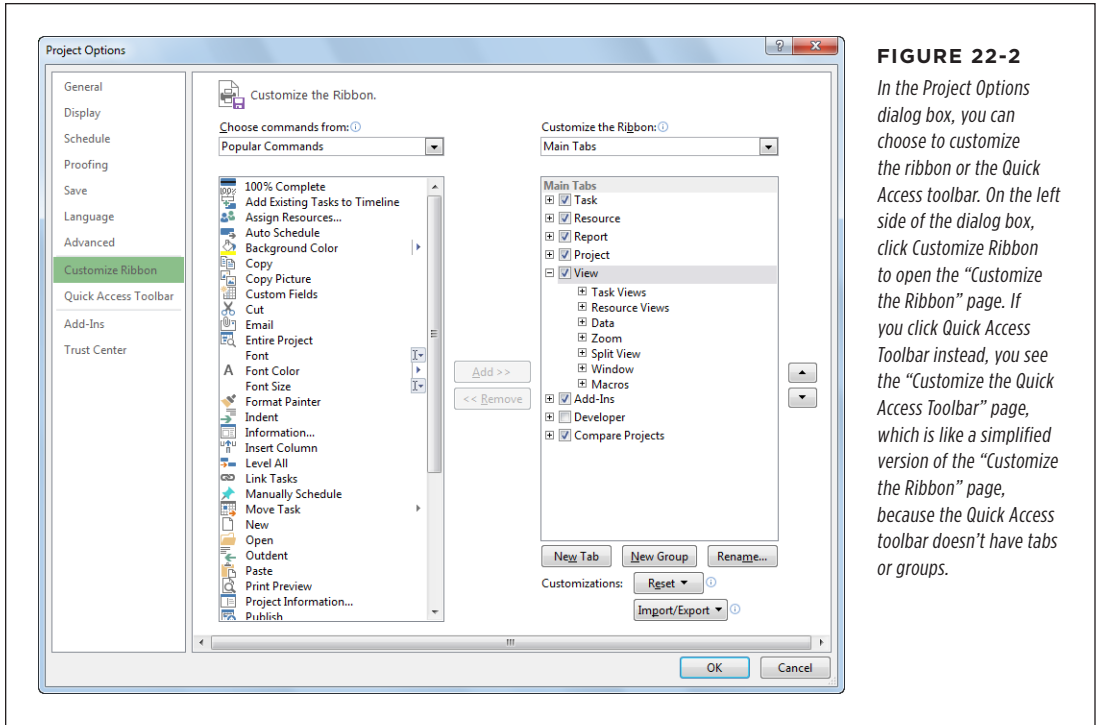 Project Options
General
Display
Schedule
Proofing
Save
Language
Advanced
Customize Ribbon
Quick Access Toolbar
Add-Ins
Trust Center
Customize the Ribbon.
Choose commands from:
Popular Commands
100% Complete
Add Existing Tasks to Timeline
Assign Resources...
Auto Schedule
Background Color
Copy
Copy Picture
Custom Fields
Cut
Email
Entire Project
Font
Font Color
Font Size
Format Painter
Indent
Information...
Insert Column
Level All
Link Tasks
Manually Schedule
Move Task
New
Open
Outdent
Paste
Print Preview
Project Information...
Publish
Add >>
<< Remove
Customize the Ribbon:
Main Tabs
Main Tabs
Task
Resource
Report
Project
View
Task Views
Resource Views
Data
Zoom
Split View
Window
Macros
Add-Ins
Developer
Compare Projects
New Tab
New Group
Rename...
Customizations:
Reset
Import/Export
OK
Cancel
FIGURE 22-2
In the Project Options
dialog box, you can
choose to customize
the ribbon or the Quick
Access toolbar. On the left
side of the dialog box,
click Customize Ribbon
to open the “Customize
the Ribbon” page. If
you click Quick Access
Toolbar instead, you see
the “Customize the Quick
Access Toolbar” page,
which is like a simplified
version of the “Customize
the Ribbon” page,
because the Quick Access
toolbar doesn’t have tabs
or groups.